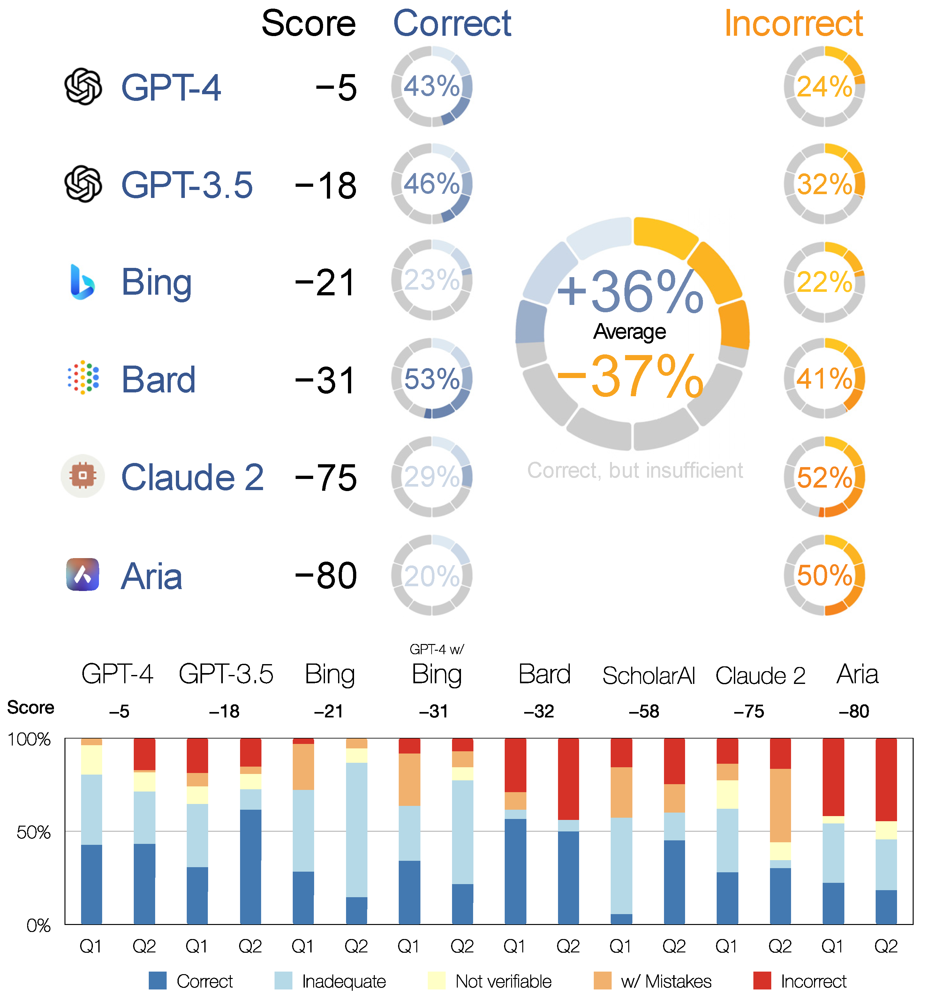 Score Correct Incorrect
GPT-4 −5 43% 24%
GPT-3.5 −18 46% 32%
Bing −21 23% 22%
+36%
Average
−37%
Bard −31 53% 41%
Claude 2 −75 29% 52%
Correct, but insufficient
Aria −80 20% 50%
GPT-4 w/
GPT-4 GPT-3.5 Bing Bing Bard ScholarAI Claude 2 Aria
Score −5 −18 −21 −31 −32 −58 −75 −80
100%
50%
0%
Q1 Q2 Q1 Q2 Q1 Q2 Q1 Q2 Q1 Q2 Q1 Q2 Q1 Q2 Q1 Q2
Correct Inadequate Not verifiable w/ Mistakes Incorrect